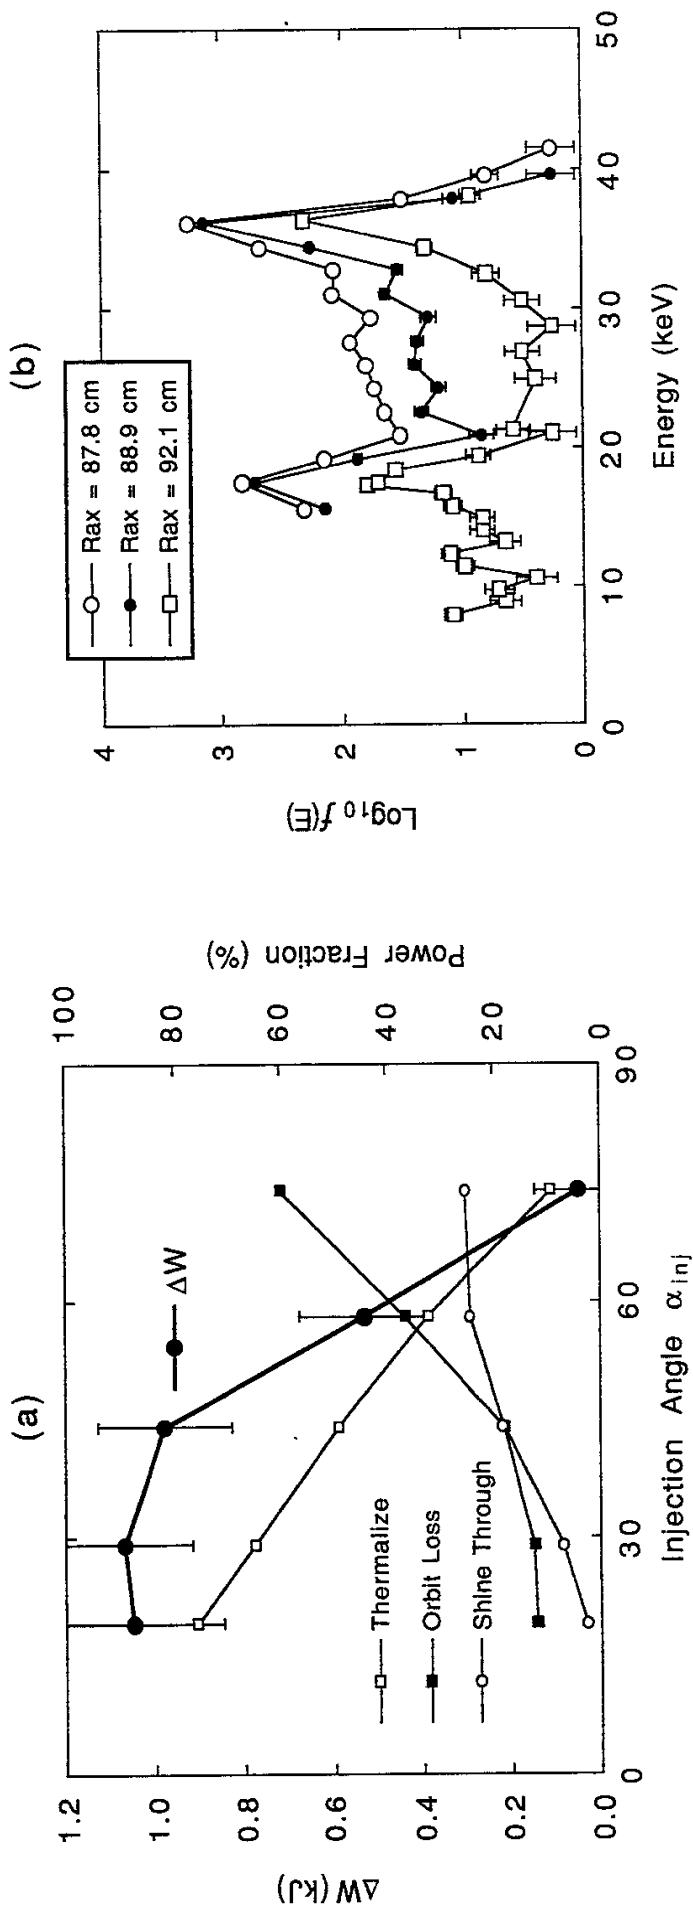 (a)
ΔW (kJ)
1.2
1.0
0.8
0.6
0.4
0.2
0.0
ΔW
Thermalize
Orbit Loss
Shine Through
100
80
60
40
20
0
Power Fraction (%)
0
30
60
90
Injection Angle αinj
(b)
Log10 f(E)
4
3
2
1
0
Rax = 87.8 cm
Rax = 88.9 cm
Rax = 92.1 cm
0
10
20
30
40
50
Energy (keV)